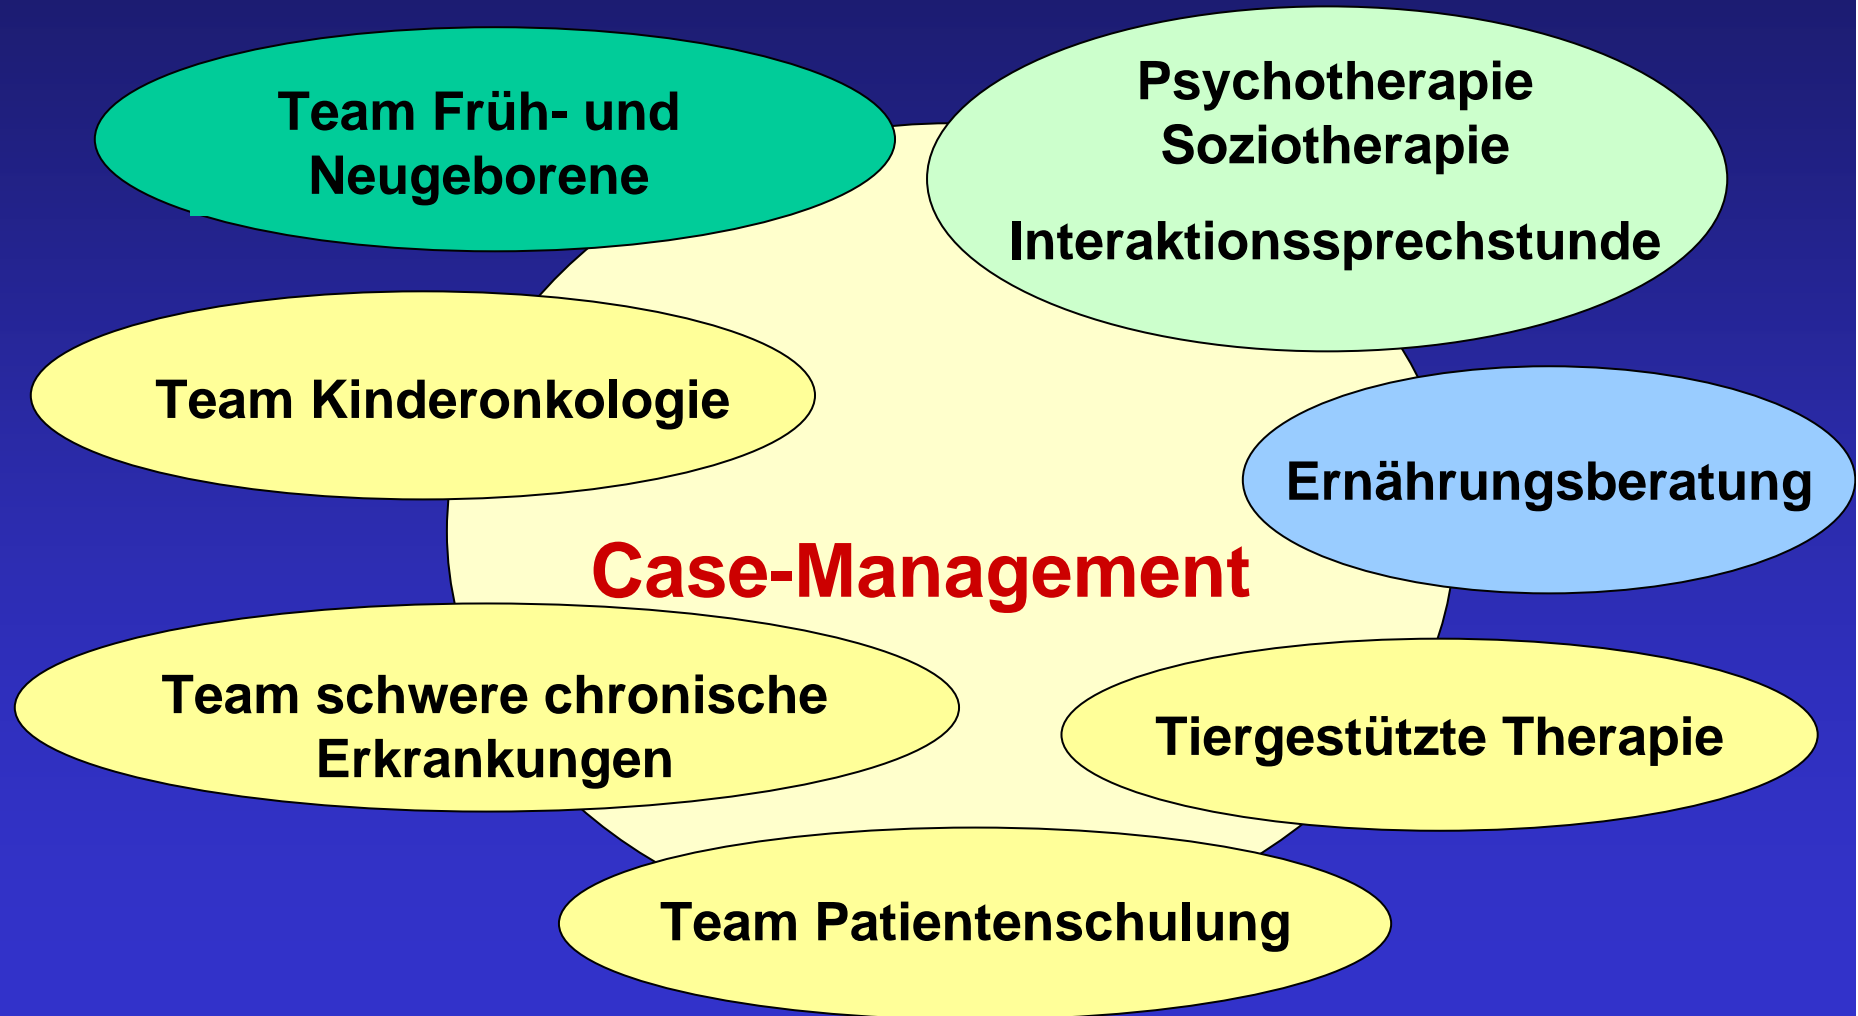 Team Früh- und
Neugeborene
Psychotherapie
Soziotherapie
Interaktionssprechstunde
Team Kinderonkologie
Ernährungsberatung
Case-Management
Team schwere chronische
Erkrankungen
Tiergestützte Therapie
Team Patientenschulung